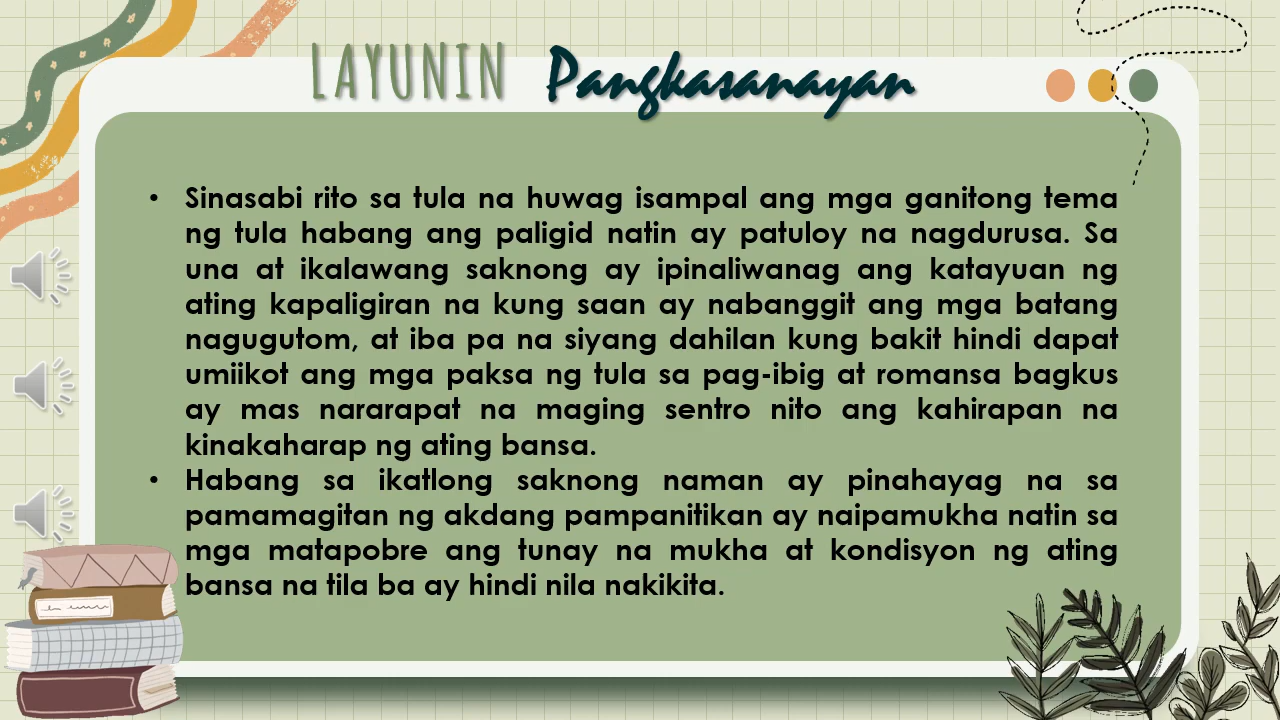 LAYUNIN Pangkasanayan
• Sinasabi rito sa tula na huwag isampal ang mga ganitong tema
ng tula habang ang paligid natin ay patuloy na nagdurusa. Sa
una at ikalawang saknong ay ipinaliwanag ang katayuan ng
ating kapaligiran na kung saan ay nabanggit ang mga batang
nagugutom, at iba pa na siyang dahilan kung bakit hindi dapat
umiikot ang mga paksa ng tula sa pag-ibig at romansa bagkus
ay mas nararapat na maging sentro nito ang kahirapan na
kinakaharap ng ating bansa.
• Habang sa ikatlong saknong naman ay pinahayag na sa
pamamagitan ng akdang pampanitikan ay naipamukha natin sa
mga matapobre ang tunay na mukha at kondisyon ng ating
bansa na tila ba ay hindi nila nakikita.